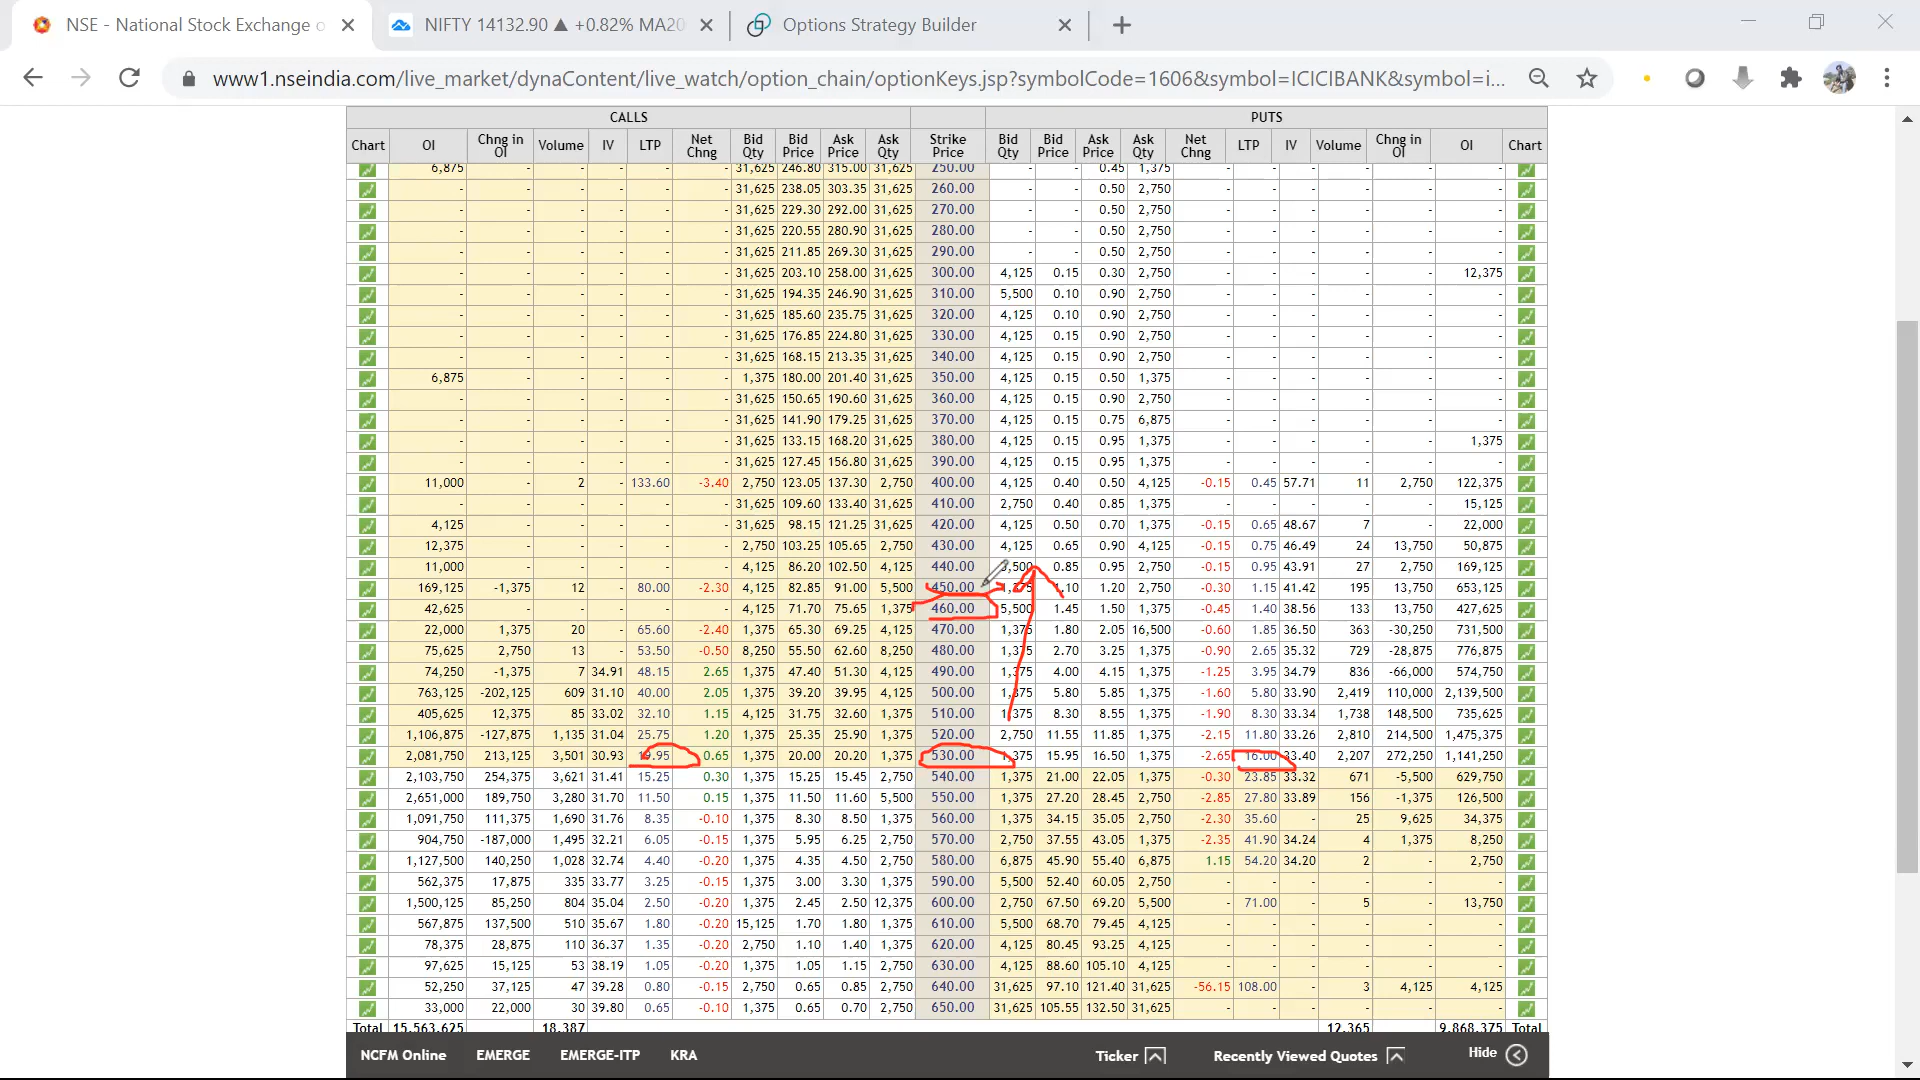 NSE - National Stock Exchange o
NIFTY 14132.90 ▲ +0.82% MA20
Options Strategy Builder
www1.nseindia.com/live_market/dynaContent/live_watch/option_chain/optionKeys.jsp?symbolCode=1606&symbol=ICICIBANK&symbol=i...
CALLS PUTS
Chart OI Chng in OI Volume IV LTP Net Chng Bid Qty Bid Price Ask Price Ask Qty Strike Price Bid Qty Bid Price Ask Price Ask Qty Net Chng LTP IV Volume Chng in OI OI Chart
6,875 - - - - - 31,625 246.80 315.00 31,625 250.00 - - 0.45 1,375 - - - - - -
- - - - - - 31,625 238.05 303.35 31,625 260.00 - - 0.50 2,750 - - - - - -
- - - - - - 31,625 229.30 292.00 31,625 270.00 - - 0.50 2,750 - - - - - -
- - - - - - 31,625 220.55 280.90 31,625 280.00 - - 0.50 2,750 - - - - - -
- - - - - - 31,625 211.85 269.30 31,625 290.00 - - 0.50 2,750 - - - - - -
- - - - - - 31,625 203.10 258.00 31,625 300.00 4,125 0.15 0.30 2,750 - - - - - 12,375
- - - - - - 31,625 194.35 246.90 31,625 310.00 5,500 0.10 0.90 2,750 - - - - - -
- - - - - - 31,625 185.60 235.75 31,625 320.00 4,125 0.10 0.90 2,750 - - - - - -
- - - - - - 31,625 176.85 224.80 31,625 330.00 4,125 0.15 0.90 2,750 - - - - - -
- - - - - - 31,625 168.15 213.35 31,625 340.00 4,125 0.15 0.90 2,750 - - - - - -
6,875 - - - - - 1,375 180.00 201.40 31,625 350.00 4,125 0.15 0.50 1,375 - - - - - -
- - - - - - 31,625 150.65 190.60 31,625 360.00 4,125 0.15 0.90 2,750 - - - - - -
- - - - - - 31,625 141.90 179.25 31,625 370.00 4,125 0.15 0.75 6,875 - - - - - -
- - - - - - 31,625 133.15 168.20 31,625 380.00 4,125 0.15 0.95 1,375 - - - - - 1,375
- - - - - - 31,625 127.45 156.80 31,625 390.00 4,125 0.15 0.95 1,375 - - - - - -
11,000 - 2 - 133.60 -3.40 2,750 123.05 137.30 2,750 400.00 4,125 0.40 0.50 4,125 -0.15 0.45 57.71 11 2,750 122,375
- - - - - - 31,625 109.60 133.40 31,625 410.00 2,750 0.40 0.85 1,375 - - - - - 15,125
4,125 - - - - - 31,625 98.15 121.25 31,625 420.00 4,125 0.50 0.70 1,375 -0.15 0.65 48.67 7 - 22,000
12,375 - - - - - 2,750 103.25 105.65 2,750 430.00 4,125 0.65 0.90 4,125 -0.15 0.75 46.49 24 13,750 50,875
11,000 - - - - - 4,125 86.20 102.50 4,125 440.00 0.85 0.95 2,750 -0.15 0.95 43.91 27 2,750 169,125
169,125 -1,375 12 - 80.00 -2.30 4,125 82.85 91.00 5,500 450.00 1.20 2,750 -0.30 1.15 41.42 195 13,750 653,125
42,625 - - - - - 4,125 71.70 75.65 1,375 460.00 5,500 1.45 1.50 1,375 -0.45 1.40 38.56 133 13,750 427,625
22,000 1,375 20 - 65.60 -2.40 1,375 65.30 69.25 4,125 470.00 1,375 1.80 2.05 16,500 -0.60 1.85 36.50 363 -30,250 731,500
75,625 2,750 13 - 53.50 -0.50 8,250 55.50 62.60 8,250 480.00 1,375 2.70 3.25 1,375 -0.90 2.65 35.32 729 -28,875 776,875
74,250 -1,375 7 34.91 48.15 2.65 1,375 47.40 51.30 4,125 490.00 1,375 4.00 4.15 1,375 -1.25 3.95 34.79 836 -66,000 574,750
763,125 -202,125 609 31.10 40.00 2.05 1,375 39.20 39.95 4,125 500.00 1,375 5.80 5.85 1,375 -1.60 5.80 33.90 2,419 110,000 2,139,500
405,625 12,375 85 33.02 32.10 1.15 4,125 31.75 32.60 1,375 510.00 1,375 8.30 8.55 1,375 -1.90 8.30 33.34 1,738 148,500 735,625
1,106,875 -127,875 1,135 31.04 25.75 1.20 1,375 25.35 25.90 1,375 520.00 2,750 11.55 11.85 1,375 -2.15 11.80 33.26 2,810 214,500 1,475,375
2,081,750 213,125 3,501 30.93 19.95 0.65 1,375 20.00 20.20 1,375 530.00 1,375 15.95 16.50 1,375 -2.65 16.00 33.40 2,207 272,250 1,141,250
2,103,750 254,375 3,621 31.41 15.25 0.30 1,375 15.25 15.45 2,750 540.00 1,375 21.00 22.05 1,375 -0.30 23.85 33.32 671 -5,500 629,750
2,651,000 189,750 3,280 31.70 11.50 0.15 1,375 11.50 11.60 5,500 550.00 1,375 27.20 28.45 2,750 -2.85 27.80 33.89 156 -1,375 126,500
1,091,750 111,375 1,690 31.76 8.35 -0.10 1,375 8.30 8.50 1,375 560.00 1,375 34.15 35.05 2,750 -2.30 35.60 - 25 9,625 34,375
904,750 -187,000 1,495 32.21 6.05 -0.15 1,375 5.95 6.25 2,750 570.00 2,750 37.55 43.05 1,375 -2.35 41.90 34.24 4 1,375 8,250
1,127,500 140,250 1,028 32.74 4.40 -0.20 1,375 4.35 4.50 2,750 580.00 6,875 45.90 55.40 6,875 1.15 54.20 34.20 2 - 2,750
562,375 17,875 335 33.77 3.25 -0.15 1,375 3.00 3.30 1,375 590.00 5,500 52.40 60.05 2,750 - - - - - -
1,500,125 85,250 804 35.04 2.50 -0.20 1,375 2.45 2.50 12,375 600.00 2,750 67.50 69.20 5,500 - 71.00 - 5 - 13,750
567,875 137,500 510 35.67 1.80 -0.20 15,125 1.70 1.80 1,375 610.00 5,500 68.70 79.45 4,125 - - - - - -
78,375 28,875 110 36.37 1.35 -0.20 2,750 1.10 1.40 1,375 620.00 4,125 80.45 93.25 4,125 - - - - - -
97,625 15,125 53 38.19 1.05 -0.20 1,375 1.05 1.15 2,750 630.00 4,125 88.60 105.10 4,125 - - - - - -
52,250 37,125 47 39.28 0.80 -0.15 2,750 0.65 0.85 2,750 640.00 31,625 97.10 121.40 31,625 -56.15 108.00 - 3 4,125 4,125
33,000 22,000 30 39.80 0.65 -0.10 1,375 0.65 0.70 2,750 650.00 31,625 105.55 132.50 31,625 - - - - - -
Total 15,563,625 18,387 12,365 9,868,375 Total
NCFM Online EMERGE EMERGE-ITP KRA Ticker Recently Viewed Quotes Hide